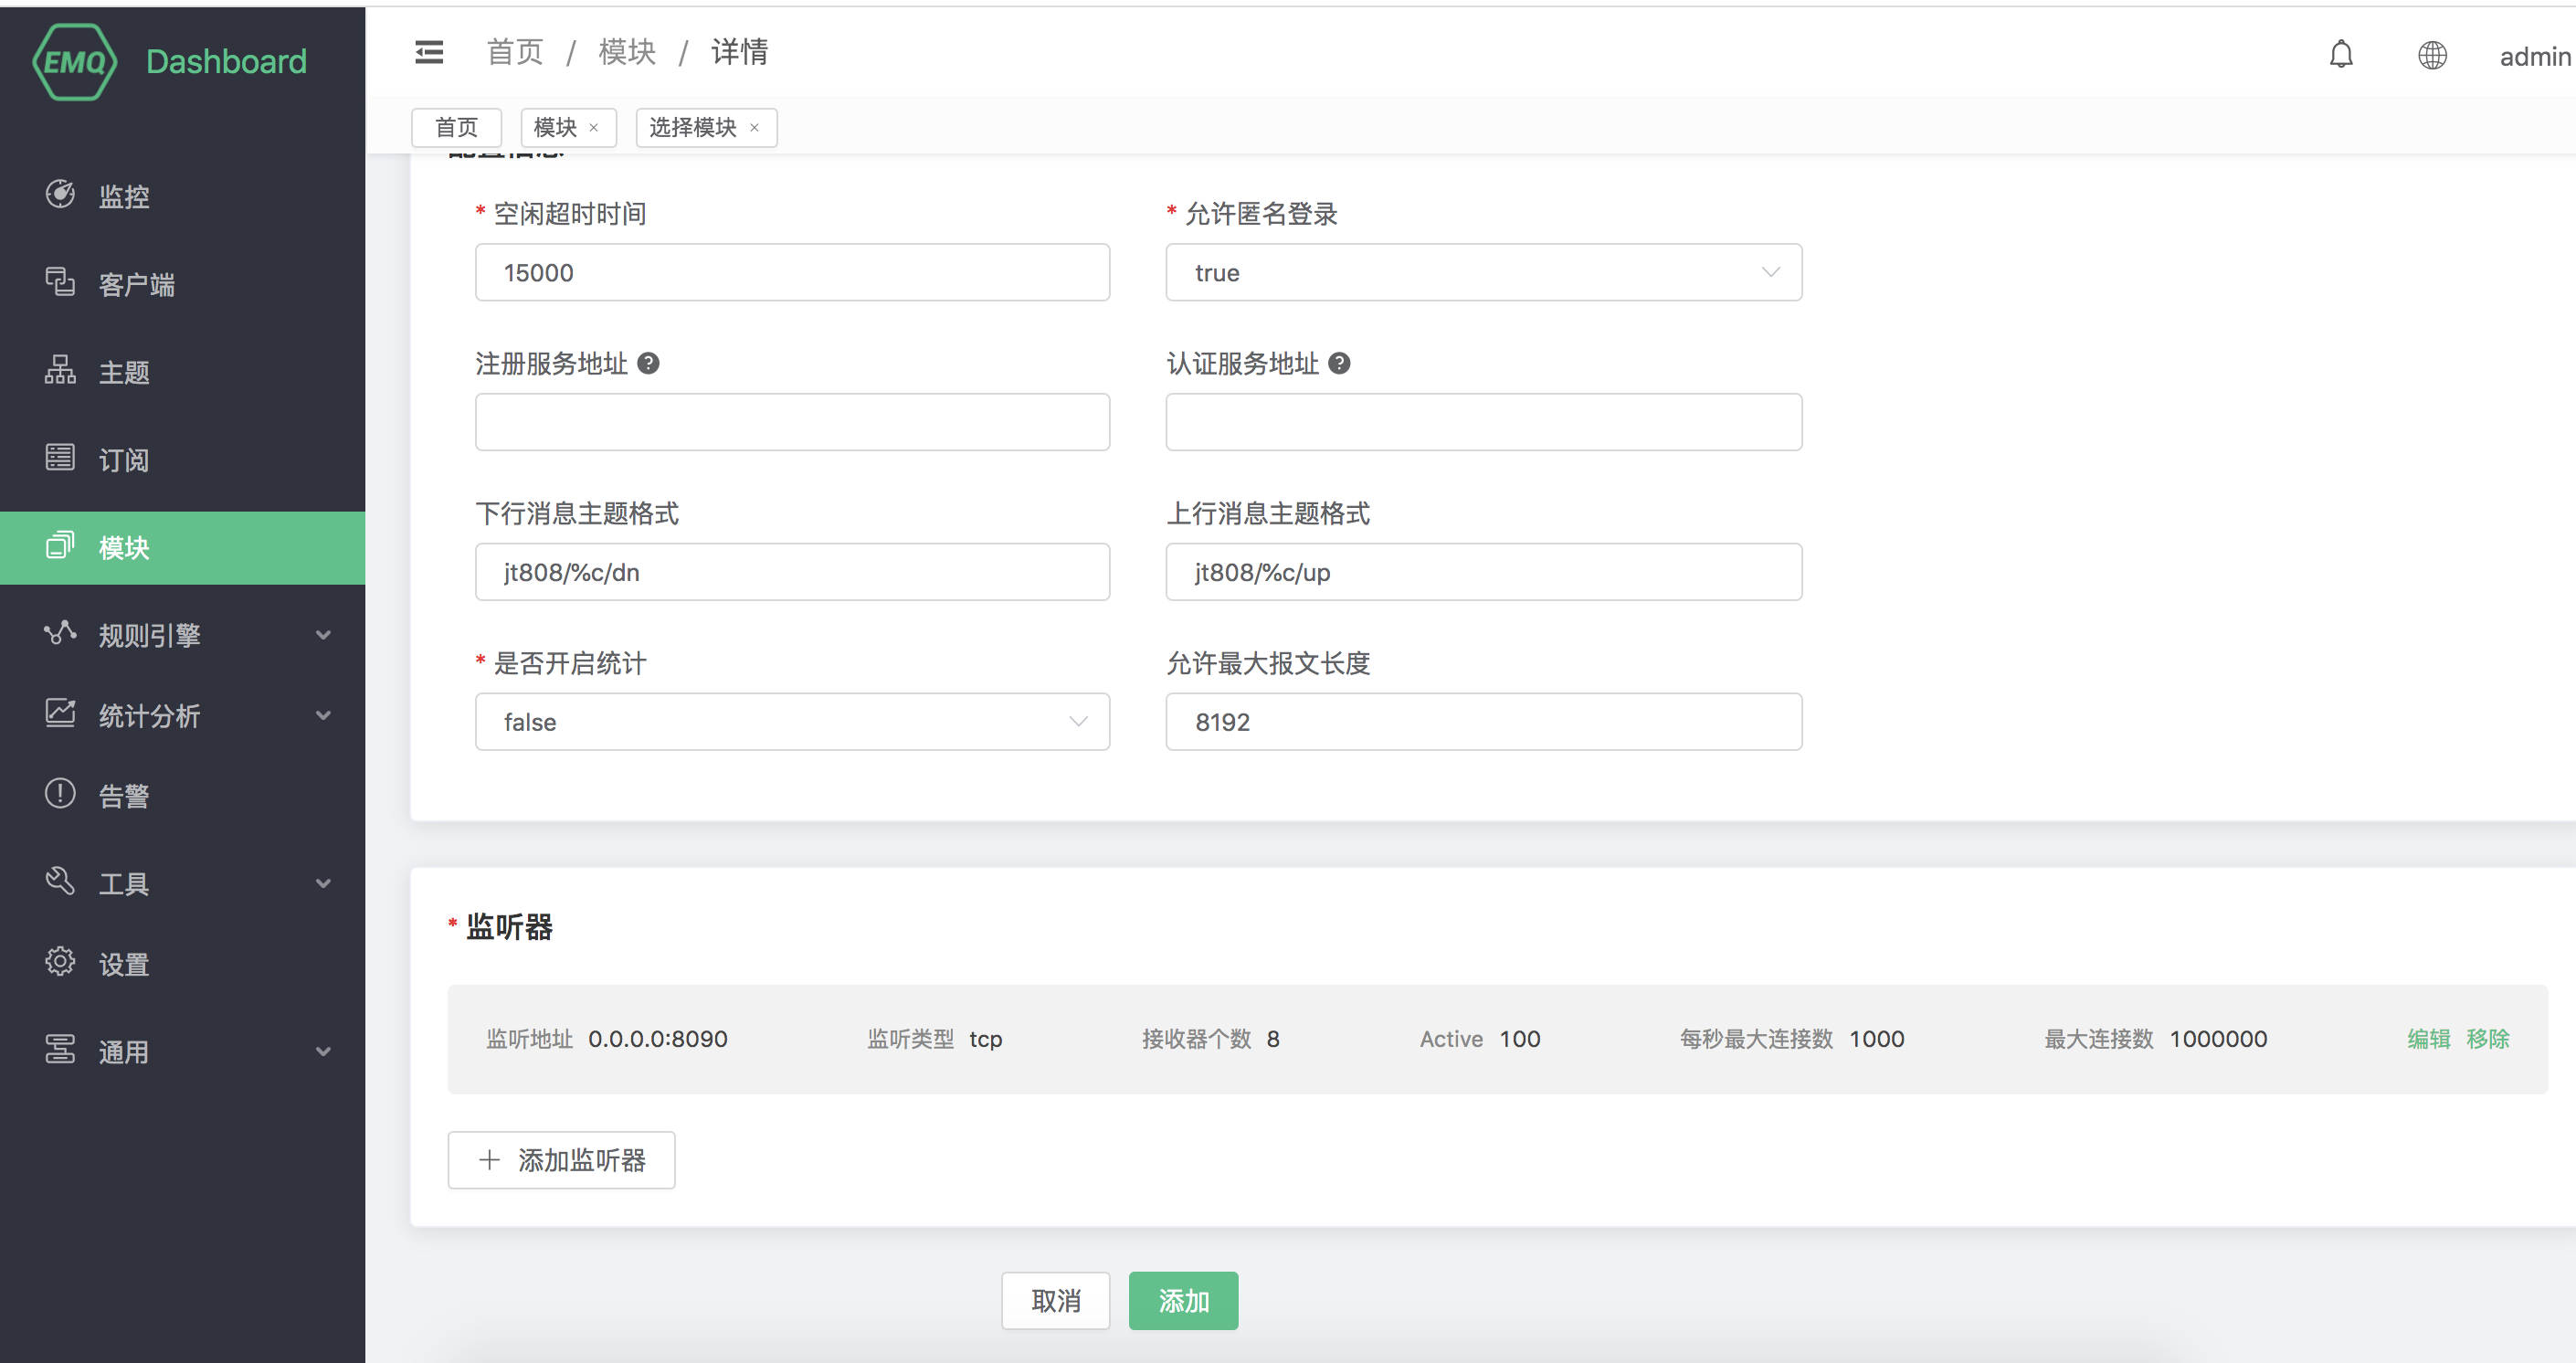 EMQ Dashboard
首页 / 模块 / 详情
admin
首页
模块 ×
选择模块 ×
配置信息
监控
客户端
主题
订阅
模块
规则引擎
统计分析
告警
工具
设置
通用
* 空闲超时时间
15000
* 允许匿名登录
true
注册服务地址 ?
认证服务地址 ?
下行消息主题格式
jt808/%c/dn
上行消息主题格式
jt808/%c/up
* 是否开启统计
false
允许最大报文长度
8192
* 监听器
监听地址 0.0.0.0:8090 监听类型 tcp 接收器个数 8 Active 100 每秒最大连接数 1000 最大连接数 1000000 编辑 移除
+ 添加监听器
取消
添加